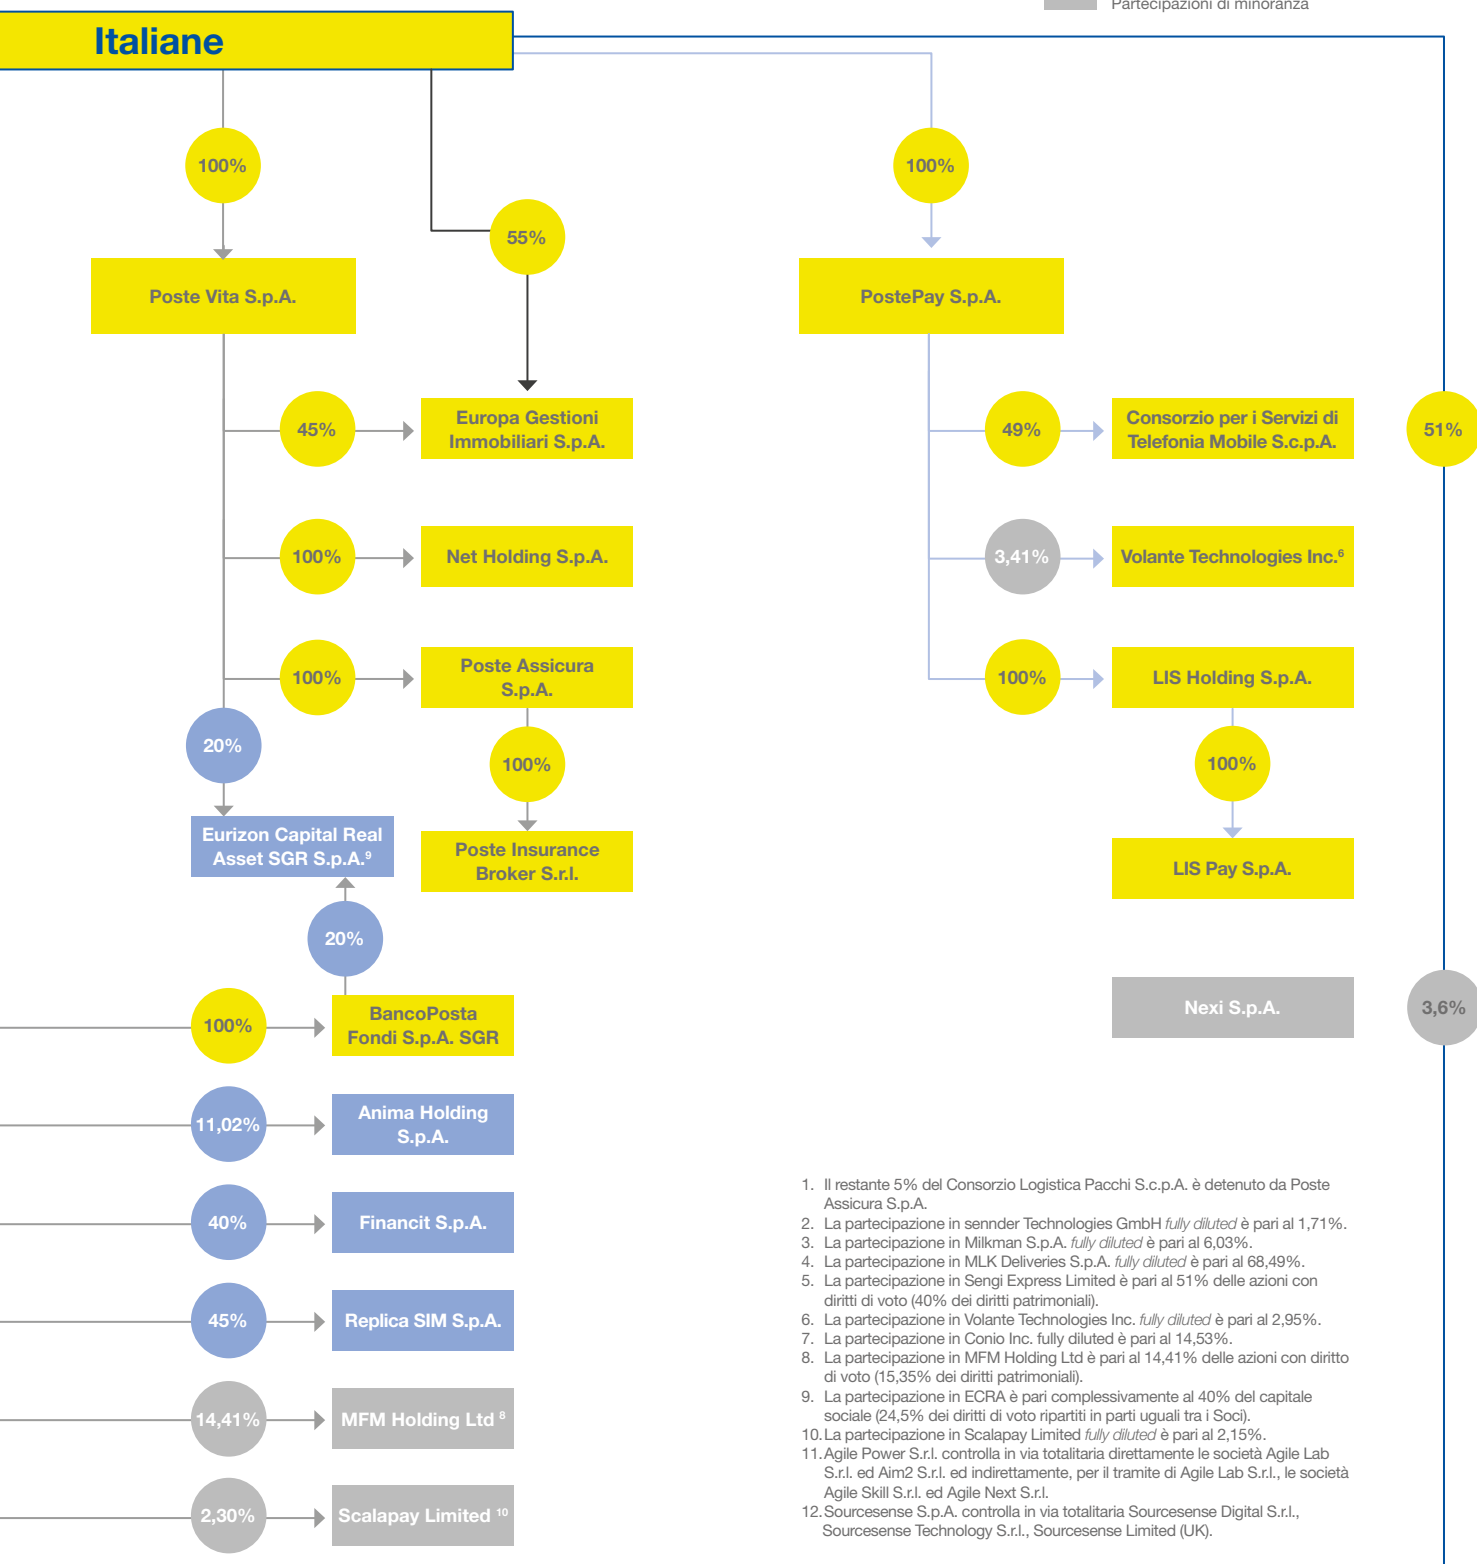 Partecipazioni di minoranza
Italiane
100%
100%
55%
Poste Vita S.p.A.
PostePay S.p.A.
45%
Europa Gestioni
Immobiliari S.p.A.
49%
Consorzio per i Servizi di
Telefonia Mobile S.c.p.A.
51%
100%
Net Holding S.p.A.
3,41%
Volante Technologies Inc.⁶
100%
Poste Assicura
S.p.A.
100%
LIS Holding S.p.A.
20%
100%
100%
Eurizon Capital Real
Asset SGR S.p.A.⁹
Poste Insurance
Broker S.r.l.
LIS Pay S.p.A.
20%
100%
BancoPosta
Fondi S.p.A. SGR
Nexi S.p.A.
3,6%
11,02%
Anima Holding
S.p.A.
40%
Financit S.p.A.
45%
Replica SIM S.p.A.
14,41%
MFM Holding Ltd ⁸
2,30%
Scalapay Limited ¹⁰
1. Il restante 5% del Consorzio Logistica Pacchi S.c.p.A. è detenuto da Poste
Assicura S.p.A.
2. La partecipazione in sennder Technologies GmbH fully diluted è pari al 1,71%.
3. La partecipazione in Milkman S.p.A. fully diluted è pari al 6,03%.
4. La partecipazione in MLK Deliveries S.p.A. fully diluted è pari al 68,49%.
5. La partecipazione in Sengi Express Limited è pari al 51% delle azioni con
diritti di voto (40% dei diritti patrimoniali).
6. La partecipazione in Volante Technologies Inc. fully diluted è pari al 2,95%.
7. La partecipazione in Conio Inc. fully diluted è pari al 14,53%.
8. La partecipazione in MFM Holding Ltd è pari al 14,41% delle azioni con diritto
di voto (15,35% dei diritti patrimoniali).
9. La partecipazione in ECRA è pari complessivamente al 40% del capitale
sociale (24,5% dei diritti di voto ripartiti in parti uguali tra i Soci).
10. La partecipazione in Scalapay Limited fully diluted è pari al 2,15%.
11. Agile Power S.r.l. controlla in via totalitaria direttamente le società Agile Lab
S.r.l. ed Aim2 S.r.l. ed indirettamente, per il tramite di Agile Lab S.r.l., le società
Agile Skill S.r.l. ed Agile Next S.r.l.
12. Sourcesense S.p.A. controlla in via totalitaria Sourcesense Digital S.r.l.,
Sourcesense Technology S.r.l., Sourcesense Limited (UK).